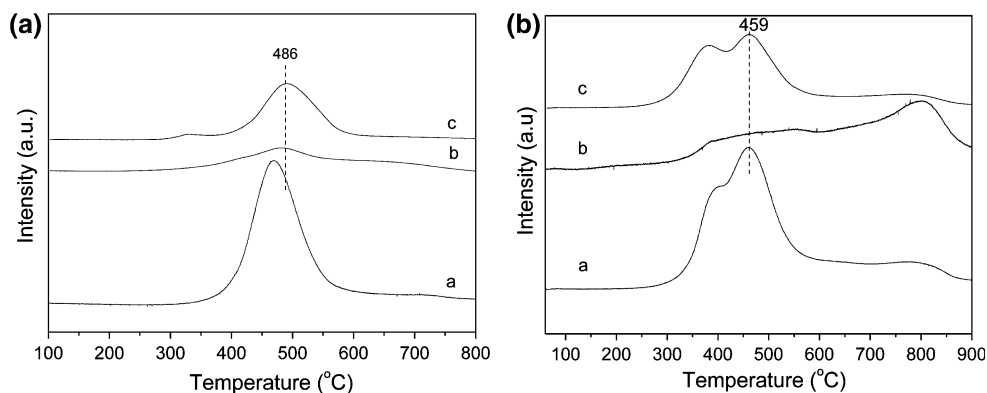 (a)
486
c
b
a
Intensity (a.u.)
100 200 300 400 500 600 700 800
Temperature (°C)
(b)
459
c
b
a
Intensity (a.u)
100 200 300 400 500 600 700 800 900
Temperature (°C)